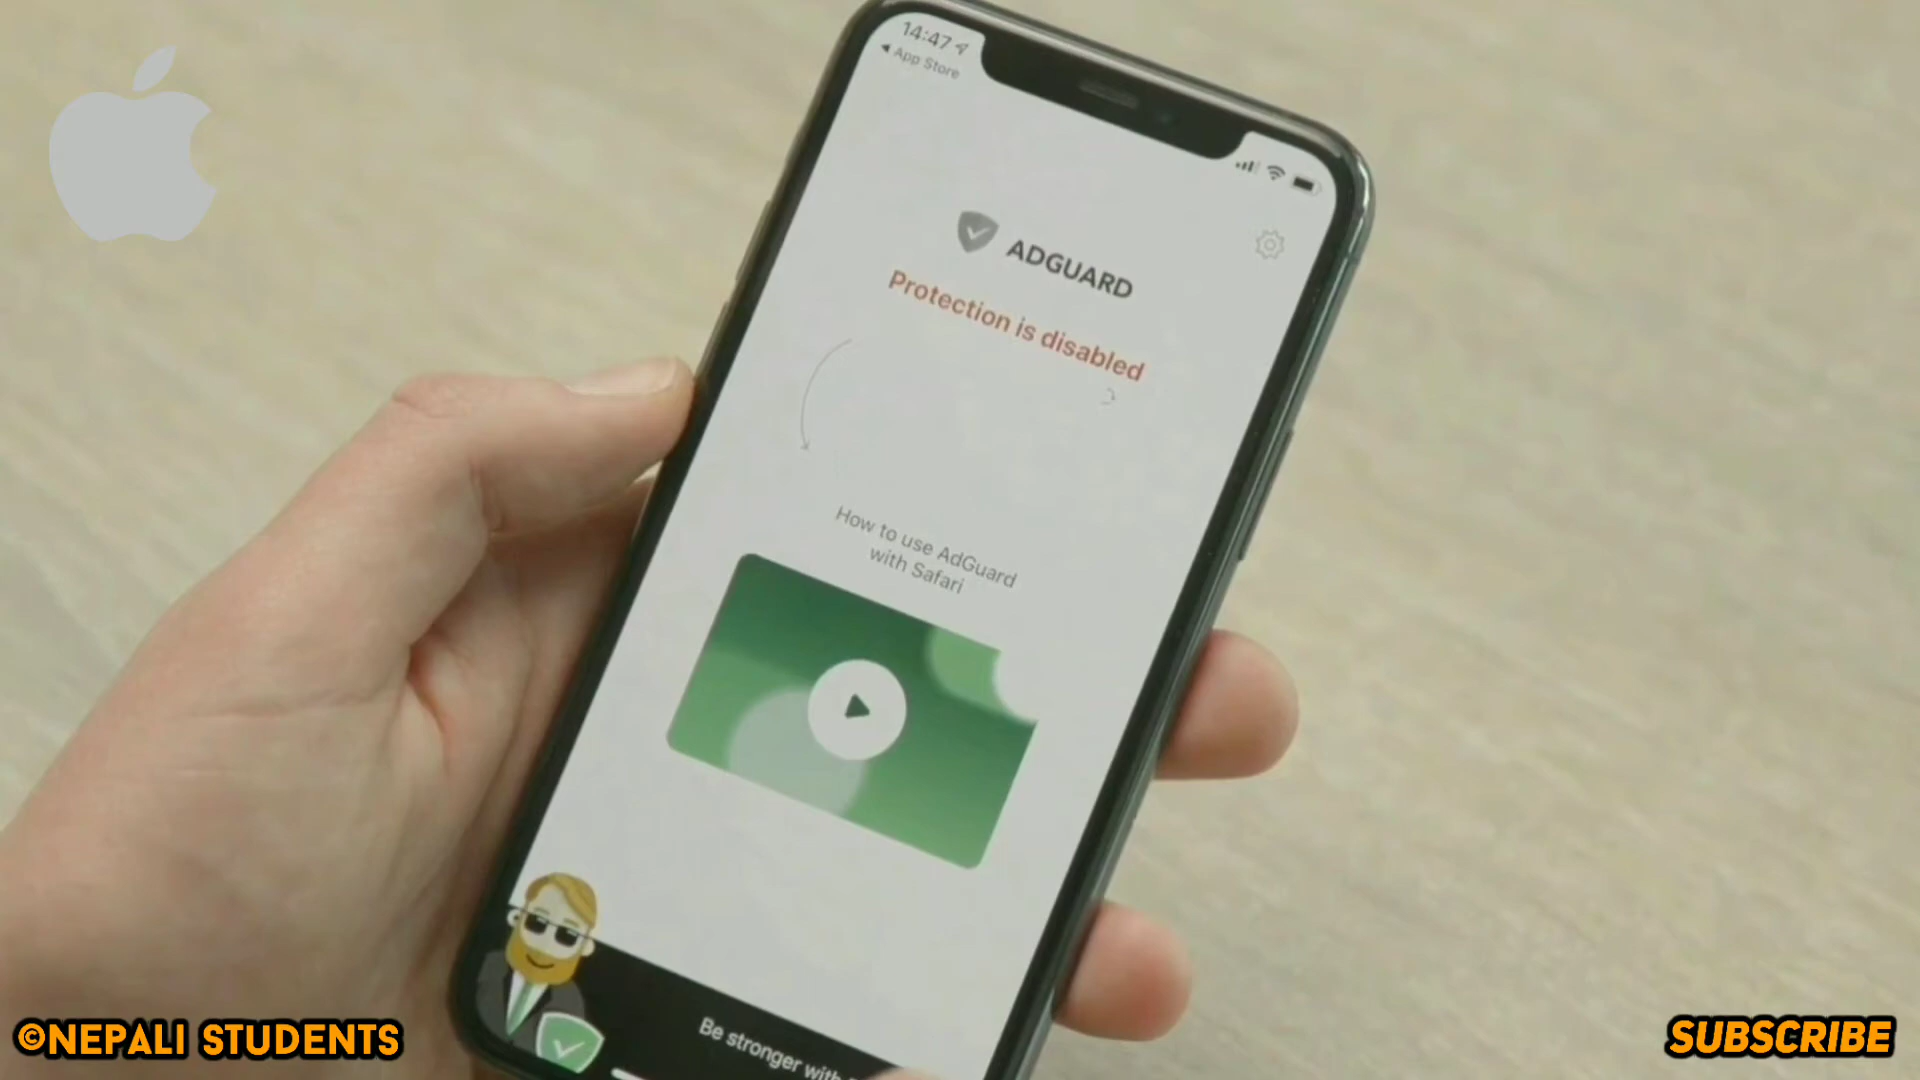 14:47
◀ App Store
ADGUARD
Protection is disabled
How to use AdGuard
with Safari
Be stronger with
©NEPALI STUDENTS
SUBSCRIBE